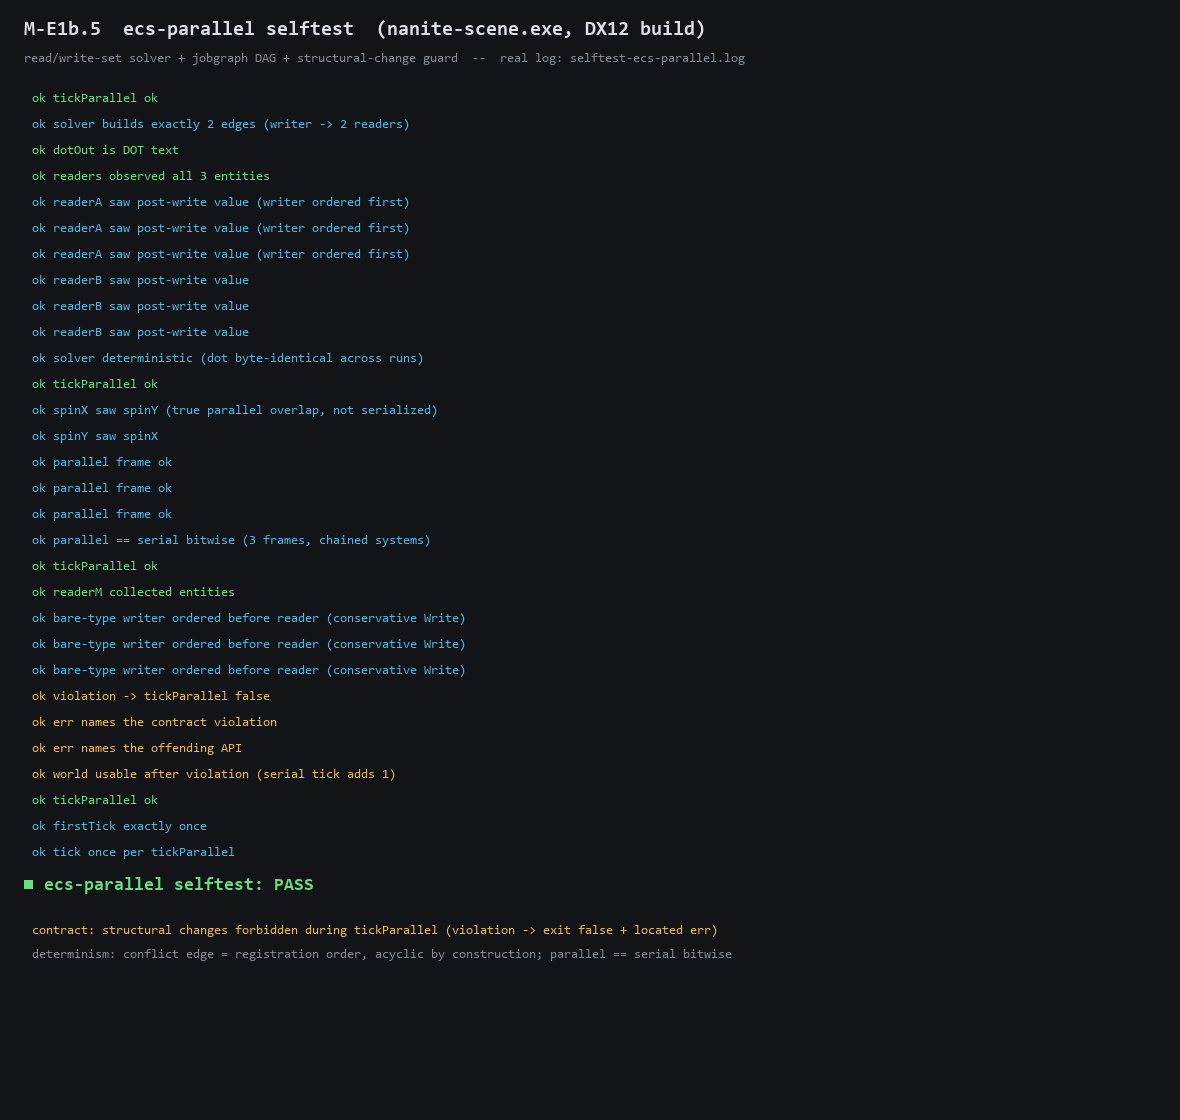 M-E1b.5  ecs-parallel selftest  (nanite-scene.exe, DX12 build)
read/write-set solver + jobgraph DAG + structural-change guard  --  real log: selftest-ecs-parallel.log
ok tickParallel ok
ok solver builds exactly 2 edges (writer -> 2 readers)
ok dotOut is DOT text
ok readers observed all 3 entities
ok readerA saw post-write value (writer ordered first)
ok readerA saw post-write value (writer ordered first)
ok readerA saw post-write value (writer ordered first)
ok readerB saw post-write value
ok readerB saw post-write value
ok readerB saw post-write value
ok solver deterministic (dot byte-identical across runs)
ok tickParallel ok
ok spinX saw spinY (true parallel overlap, not serialized)
ok spinY saw spinX
ok parallel frame ok
ok parallel frame ok
ok parallel frame ok
ok parallel == serial bitwise (3 frames, chained systems)
ok tickParallel ok
ok readerM collected entities
ok bare-type writer ordered before reader (conservative Write)
ok bare-type writer ordered before reader (conservative Write)
ok bare-type writer ordered before reader (conservative Write)
ok violation -> tickParallel false
ok err names the contract violation
ok err names the offending API
ok world usable after violation (serial tick adds 1)
ok tickParallel ok
ok firstTick exactly once
ok tick once per tickParallel
ecs-parallel selftest: PASS
contract: structural changes forbidden during tickParallel (violation -> exit false + located err)
determinism: conflict edge = registration order, acyclic by construction; parallel == serial bitwise